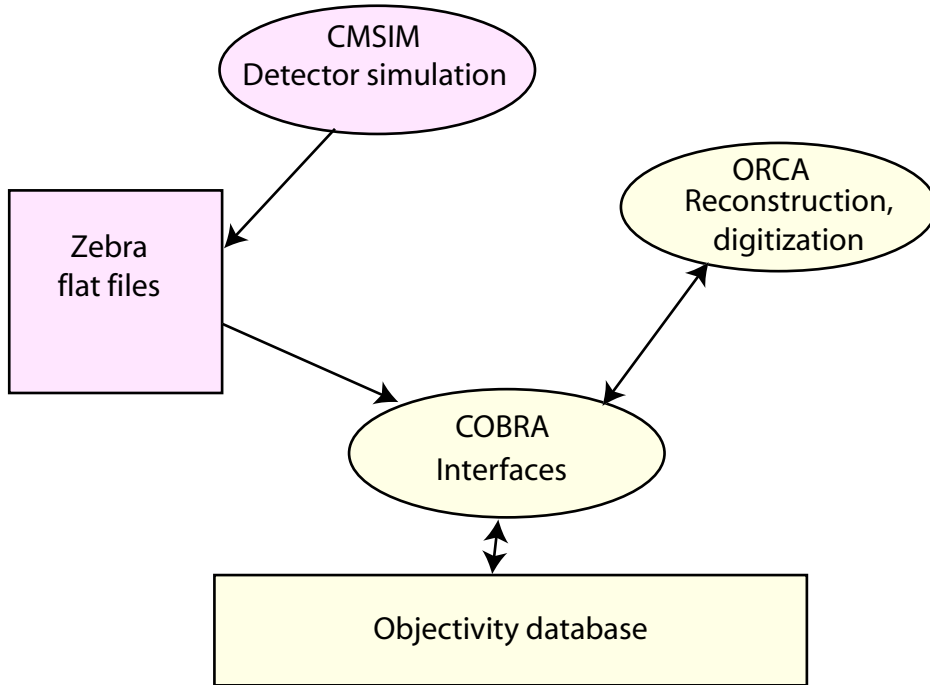 CMSIM
Detector simulation
ORCA
Reconstruction,
digitization
Zebra
flat files
COBRA
Interfaces
Objectivity database